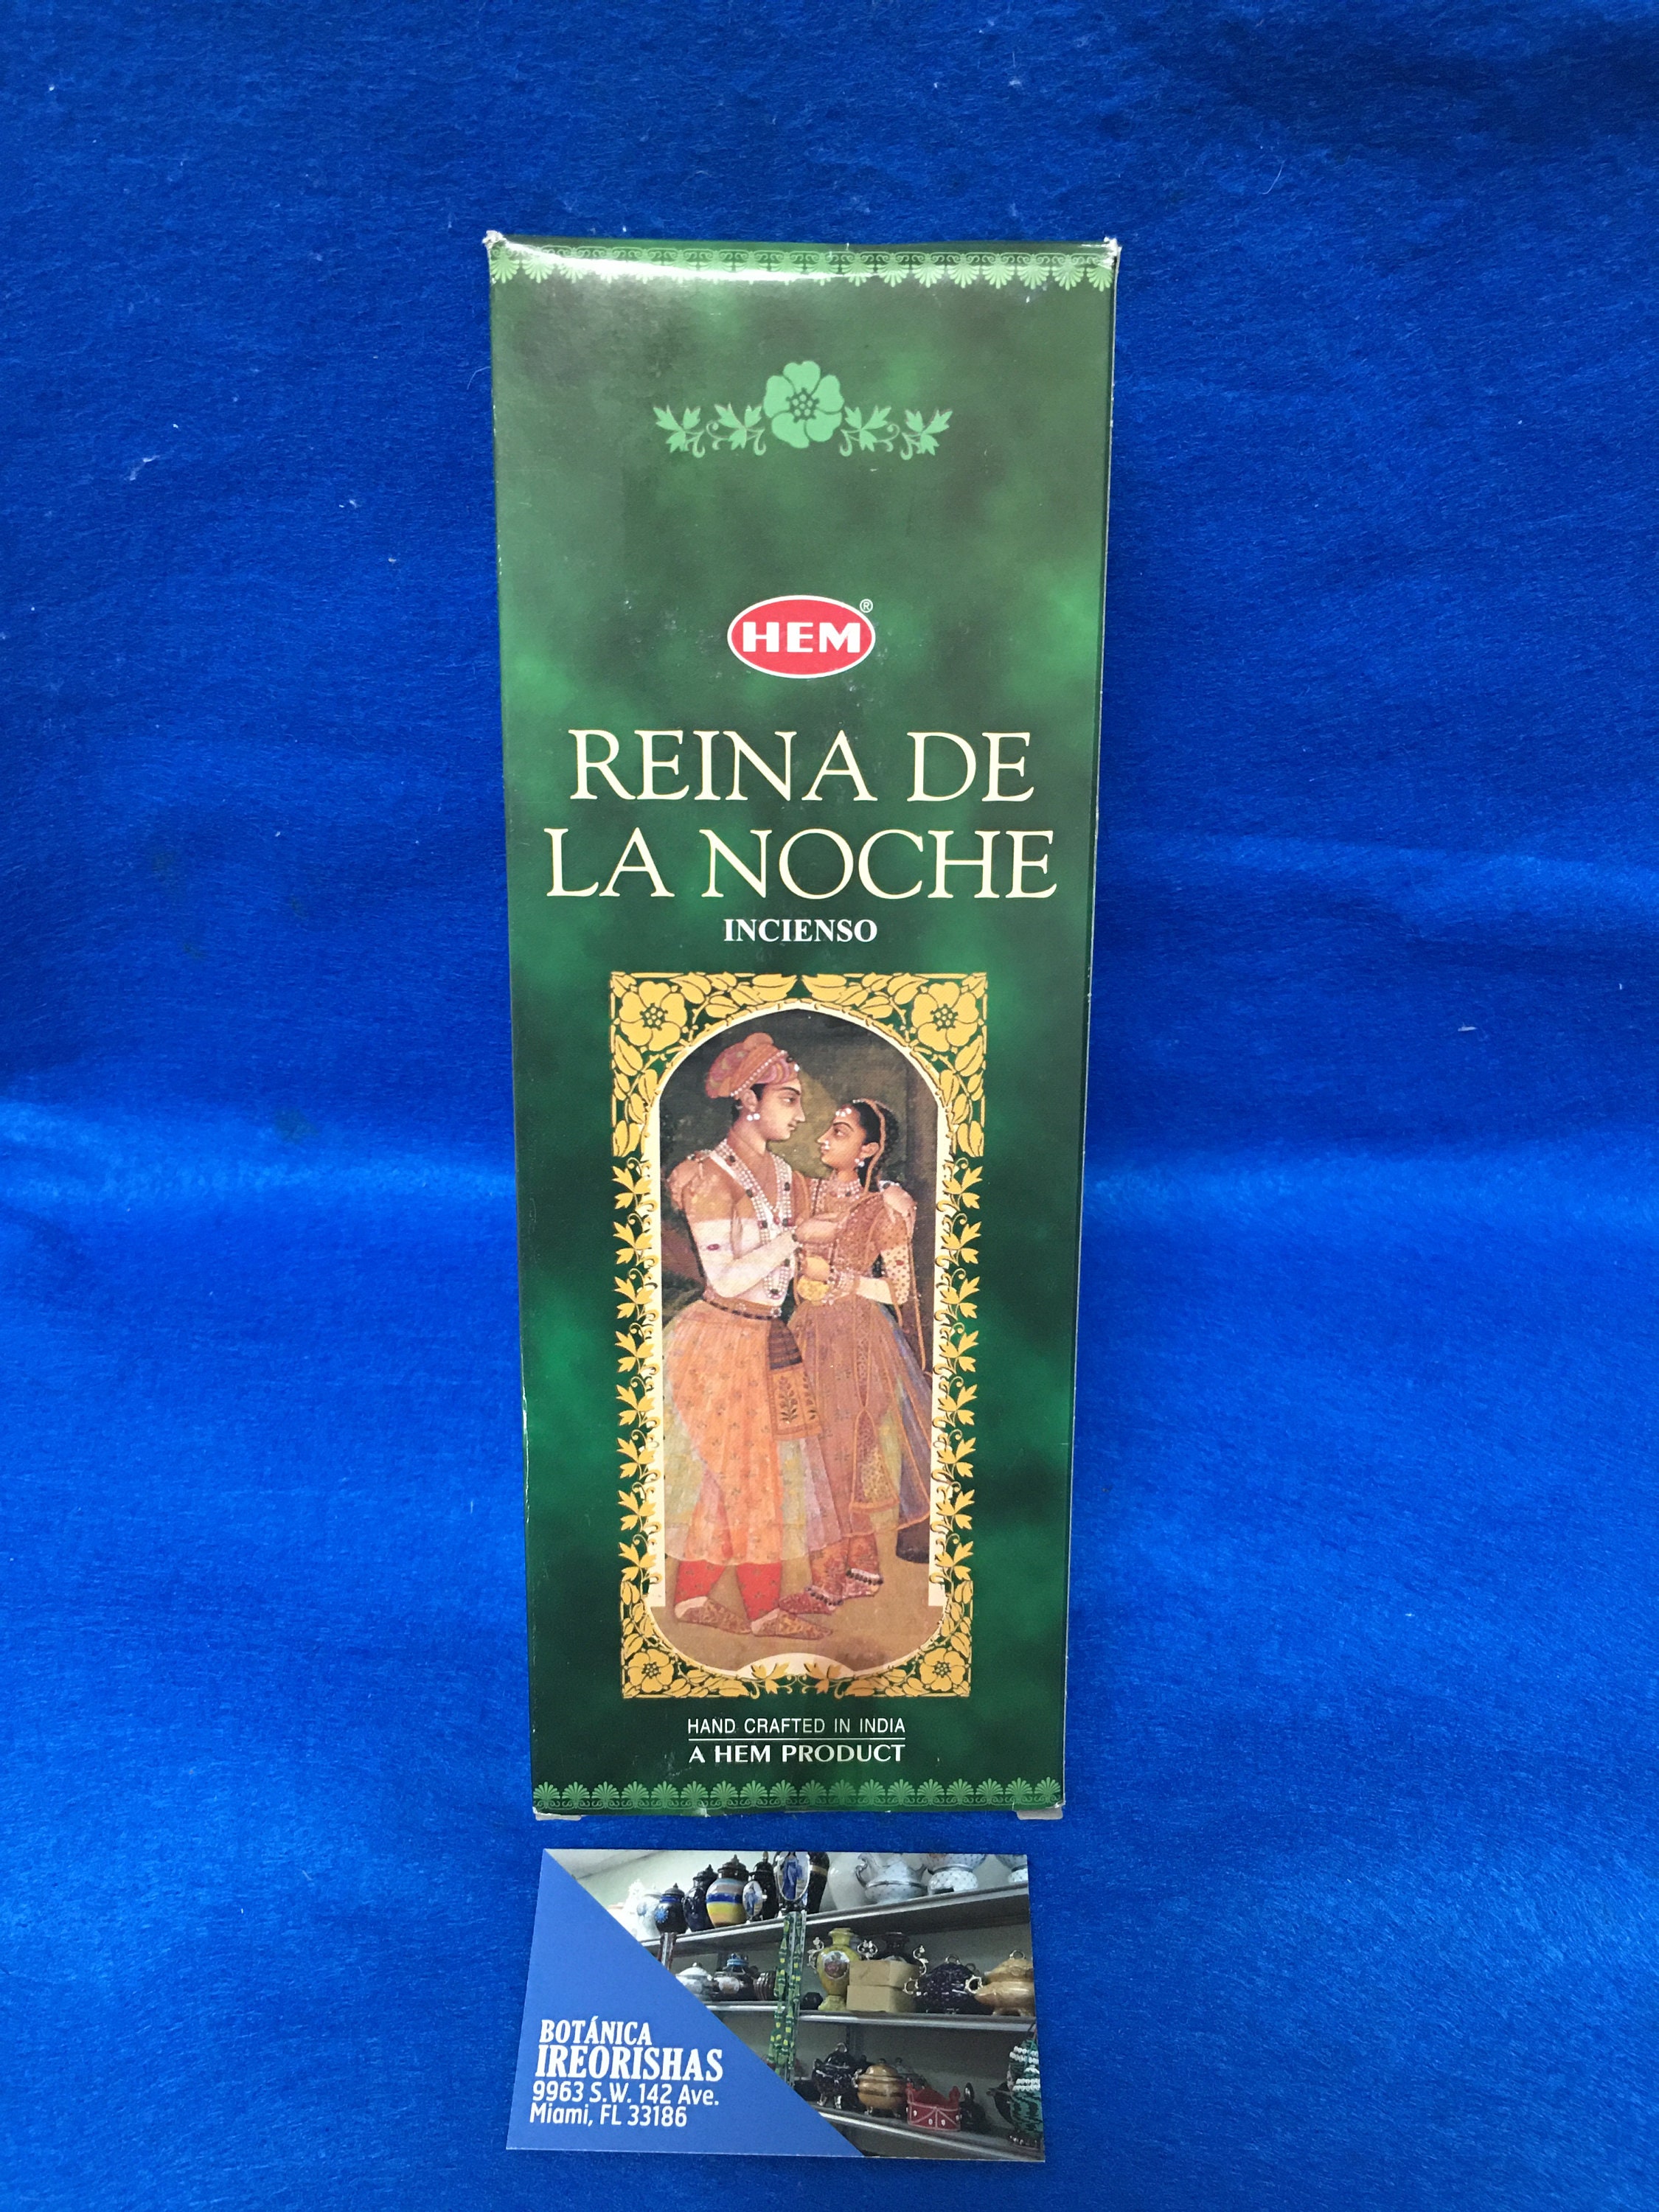 HEM®
REINA DE
LA NOCHE
INCIENSO
HAND CRAFTED IN INDIA
A HEM PRODUCT
BOTÁNICA
IREORISHAS
9963 S.W. 142 Ave.
Miami, FL 33186